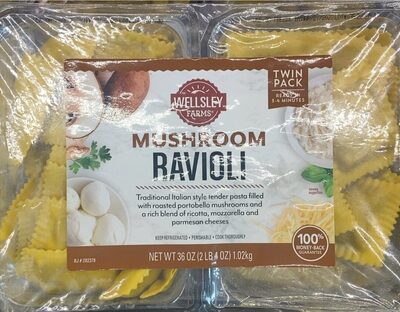 WELLSLEY
FARMS
TWIN
PACK
READY IN
5-6 MINUTES
MUSHROOM
RAVIOLI
Traditional Italian style tender pasta filled
with roasted portobello mushrooms and
a rich blend of ricotta, mozzarella and
parmesan cheeses
KEEP REFRIGERATED • PERISHABLE • COOK THOROUGHLY
NET WT 36 OZ (2 LB 4 OZ) 1.02kg
100%
MONEY-BACK
GUARANTEE